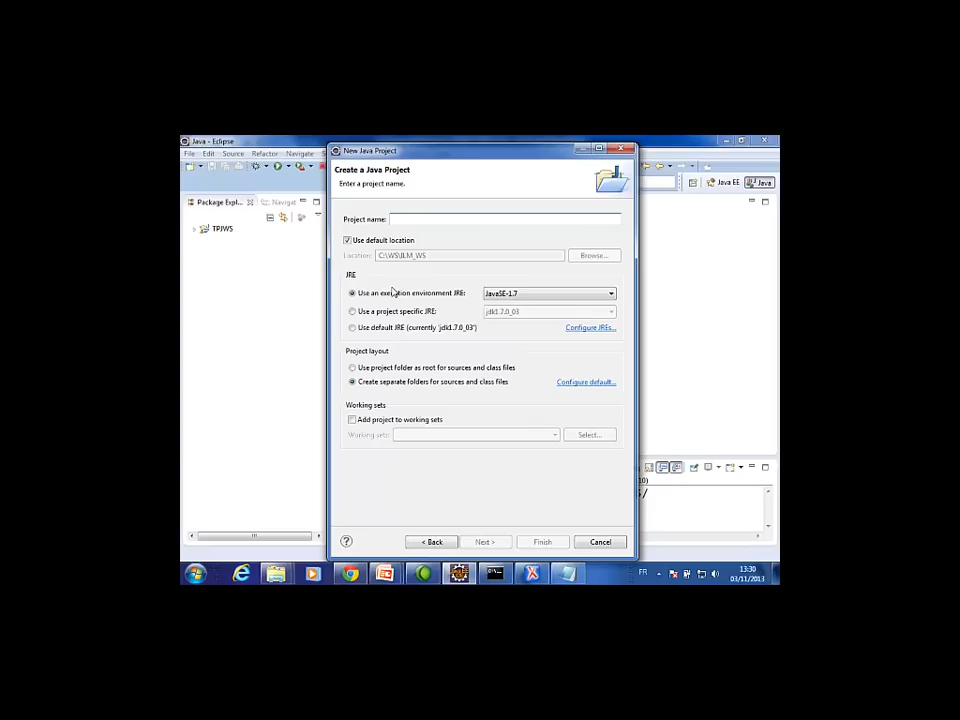 Java - Eclipse
New Java Project
File Edit Source Refactor Navigate
Create a Java Project
Enter a project name.
Java EE
Java
Package Expl...
Navigat
TPJWS
Project name:
Use default location
Location: C:\WS\ILM_WS
Browse...
JRE
Use an execution environment JRE: JavaSE-1.7
Use a project specific JRE: jdk1.7.0_03
Use default JRE (currently 'jdk1.7.0_03')
Configure JREs...
Project layout
Use project folder as root for sources and class files
Create separate folders for sources and class files
Configure default...
Working sets
Add project to working sets
Working sets:
Select...
< Back
Next >
Finish
Cancel
FR
13:30
03/11/2013